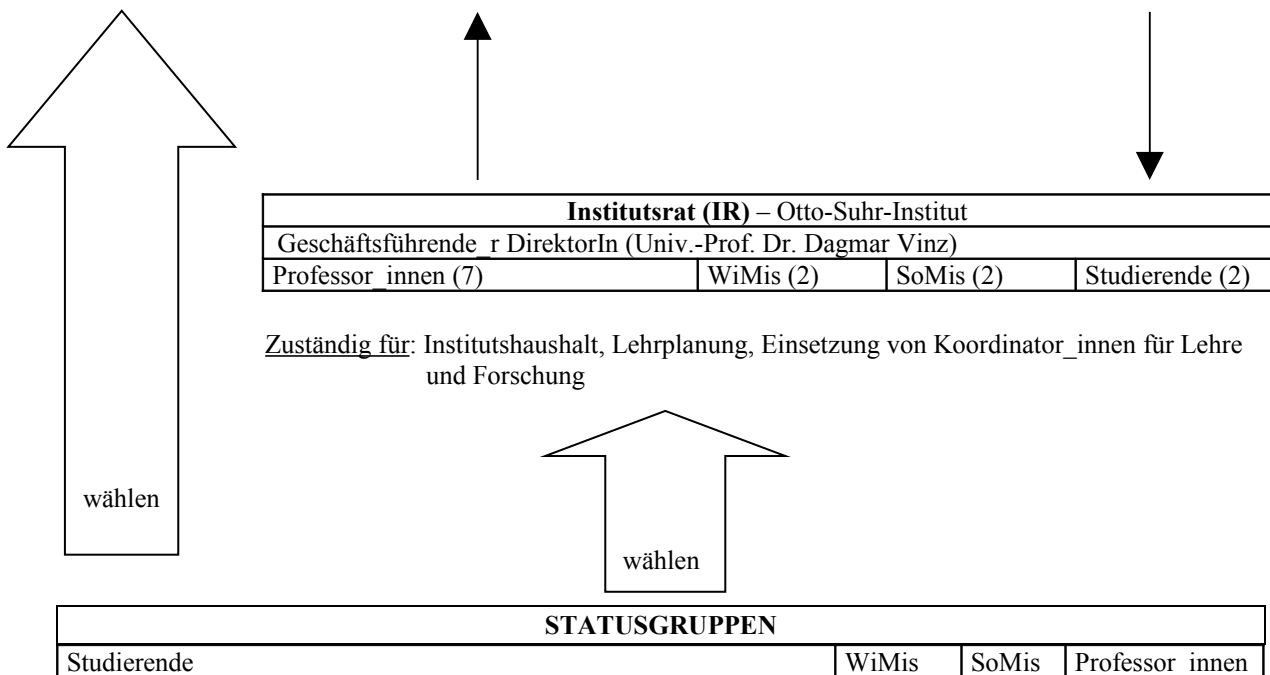 Institutsrat (IR) – Otto-Suhr-Institut
Geschäftsführende_r DirektorIn (Univ.-Prof. Dr. Dagmar Vinz)
Professor_innen (7) WiMis (2) SoMis (2) Studierende (2)
Zuständig für: Institutshaushalt, Lehrplanung, Einsetzung von Koordinator_innen für Lehre
und Forschung
wählen
wählen
STATUSGRUPPEN
Studierende WiMis SoMis Professor_innen